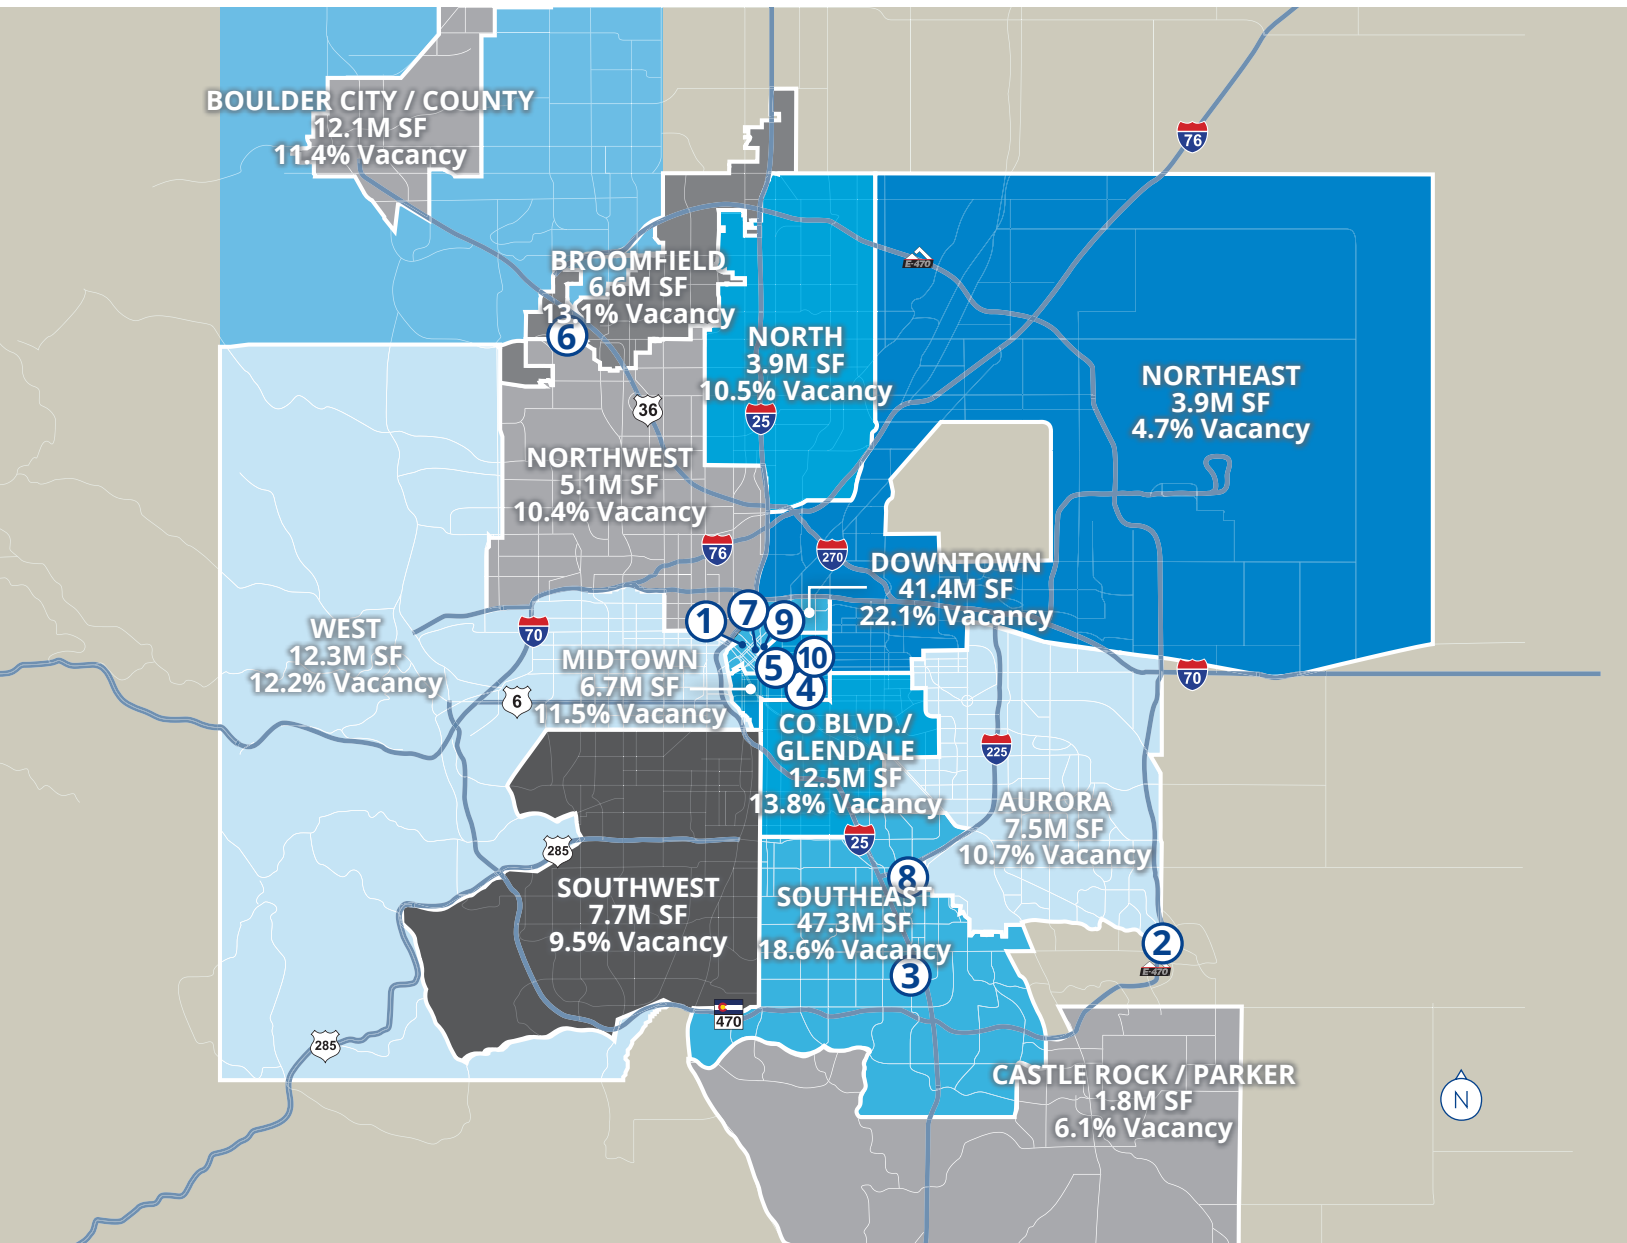 BOULDER CITY / COUNTY
12.1M SF
11.4% Vacancy
76
BROOMFIELD
6.6M SF
13.1% Vacancy
6
E-470
NORTH
3.9M SF
10.5% Vacancy
25
36
NORTHEAST
3.9M SF
4.7% Vacancy
NORTHWEST
5.1M SF
10.4% Vacancy
76
270
DOWNTOWN
41.4M SF
22.1% Vacancy
1
7
9
5
10
4
70
WEST
12.3M SF
12.2% Vacancy
MIDTOWN
6.7M SF
11.5% Vacancy
6
70
CO BLVD./
GLENDALE
12.5M SF
13.8% Vacancy
225
AURORA
7.5M SF
10.7% Vacancy
25
285
8
SOUTHWEST
7.7M SF
9.5% Vacancy
SOUTHEAST
47.3M SF
18.6% Vacancy
3
2
E-470
470
285
CASTLE ROCK / PARKER
1.8M SF
6.1% Vacancy
N